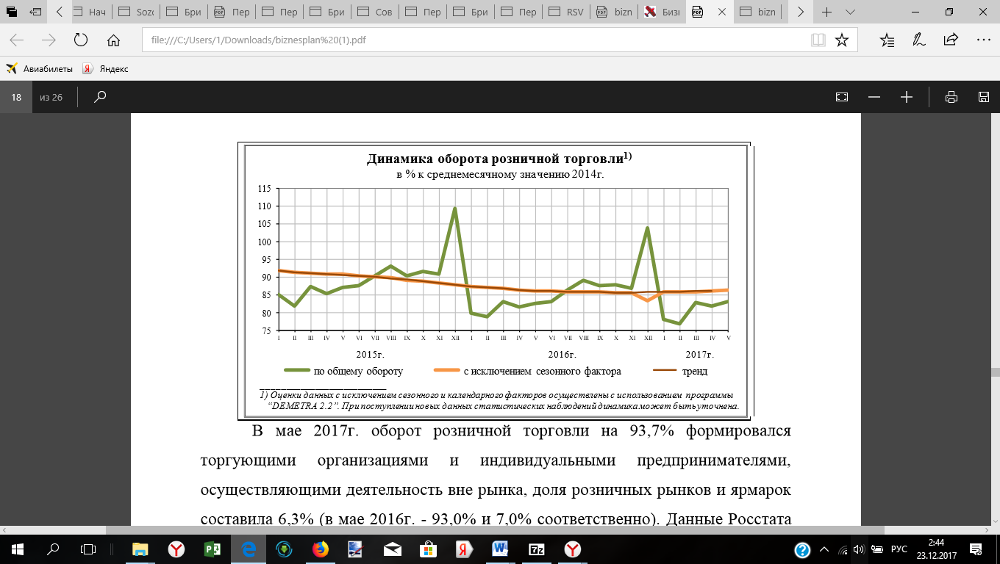 Нач
Sozd
Бри
Пер
Пер
Бри
Сов
Пер
Бри
Пер
RSV
bizn
Бизн
bizn
file:///C:/Users/1/Downloads/biznesplan%20(1).pdf
Авиабилеты
Яндекс
18 из 26
Динамика оборота розничной торговли1)
в % к среднемесячному значению 2014г.
115
110
105
100
95
90
85
80
75
I II III IV V VI VII VIII IX X XI XII I II III IV V VI VII VIII IX X XI XII I II III IV V
2015г. 2016г. 2017г.
по общему обороту с исключением сезонного фактора тренд
1) Оценки данных с исключением сезонного и календарного факторов осуществлены с использованием программы
“DEMETRA 2.2”. При поступлении новых данных статистических наблюдений динамика может быть уточнена.
В мае 2017г. оборот розничной торговли на 93,7% формировался
торгующими организациями и индивидуальными предпринимателями,
осуществляющими деятельность вне рынка, доля розничных рынков и ярмарок
составила 6,3% (в мае 2016г. - 93,0% и 7,0% соответственно). Данные Росстата
РУС
2:44
23.12.2017